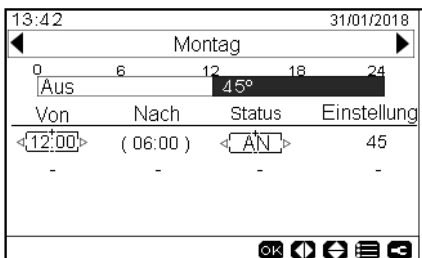 13:42 31/01/2018
Montag
0 6 12 18 24
Aus 45º
Von Nach Status Einstellung
12:00 ( 06:00 ) AN 45
- - - -
OK